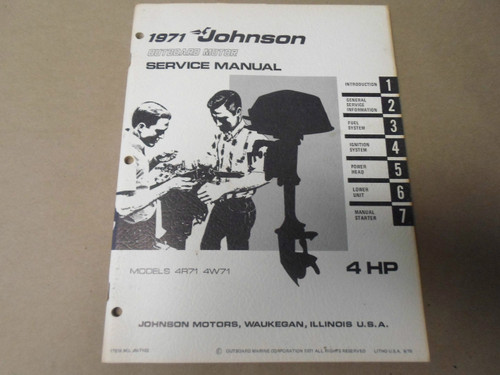 1971 Johnson
OUTBOARD MOTOR
SERVICE MANUAL
INTRODUCTION 1
GENERAL
SERVICE
INFORMATION 2
FUEL
SYSTEM 3
IGNITION
SYSTEM 4
POWER
HEAD 5
LOWER
UNIT 6
MANUAL
STARTER 7
MODELS 4R71 4W71
4 HP
JOHNSON MOTORS, WAUKEGAN, ILLINOIS U.S.A.
© OUTBOARD MARINE CORPORATION 1971 ALL RIGHTS RESERVED
LITHO U.S.A.